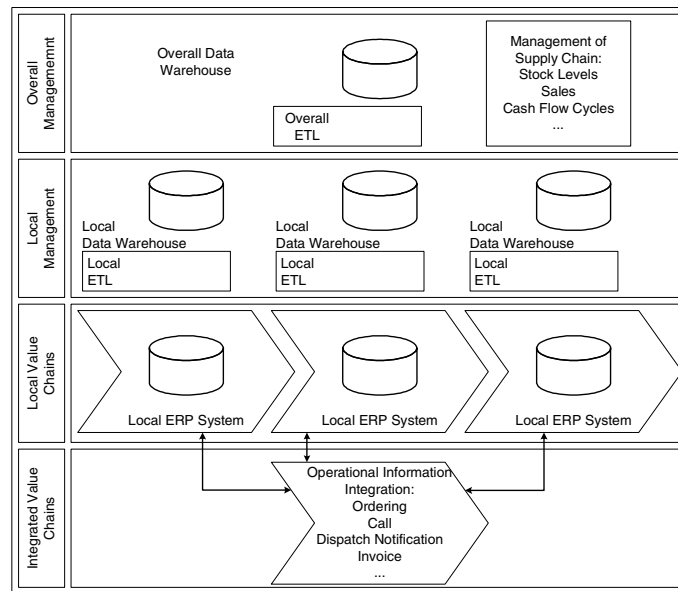 Overall
Managememnt
Overall Data
Warehouse
Overall
ETL
Management of
Supply Chain:
Stock Levels
Sales
Cash Flow Cycles
...
Local
Management
Local
Data Warehouse
Local
ETL
Local
Data Warehouse
Local
ETL
Local
Data Warehouse
Local
ETL
Local Value
Chains
Local ERP System
Local ERP System
Local ERP System
Integrated Value
Chains
Operational Information
Integration:
Ordering
Call
Dispatch Notification
Invoice
...